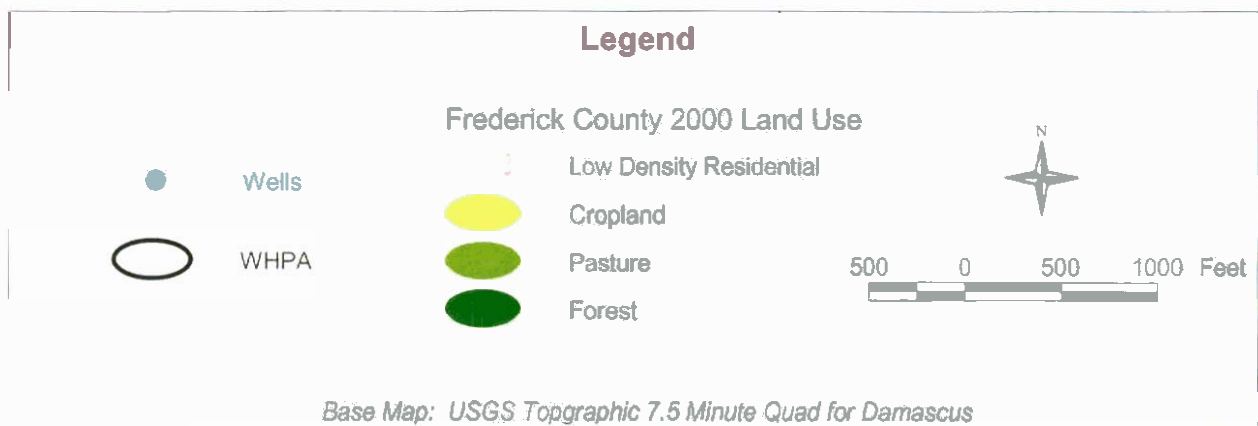 Legend
Frederick County 2000 Land Use
N
Low Density Residential
Wells
Cropland
WHPA
Pasture
500 0 500 1000 Feet
Forest
Base Map: USGS Topgraphic 7.5 Minute Quad for Damascus